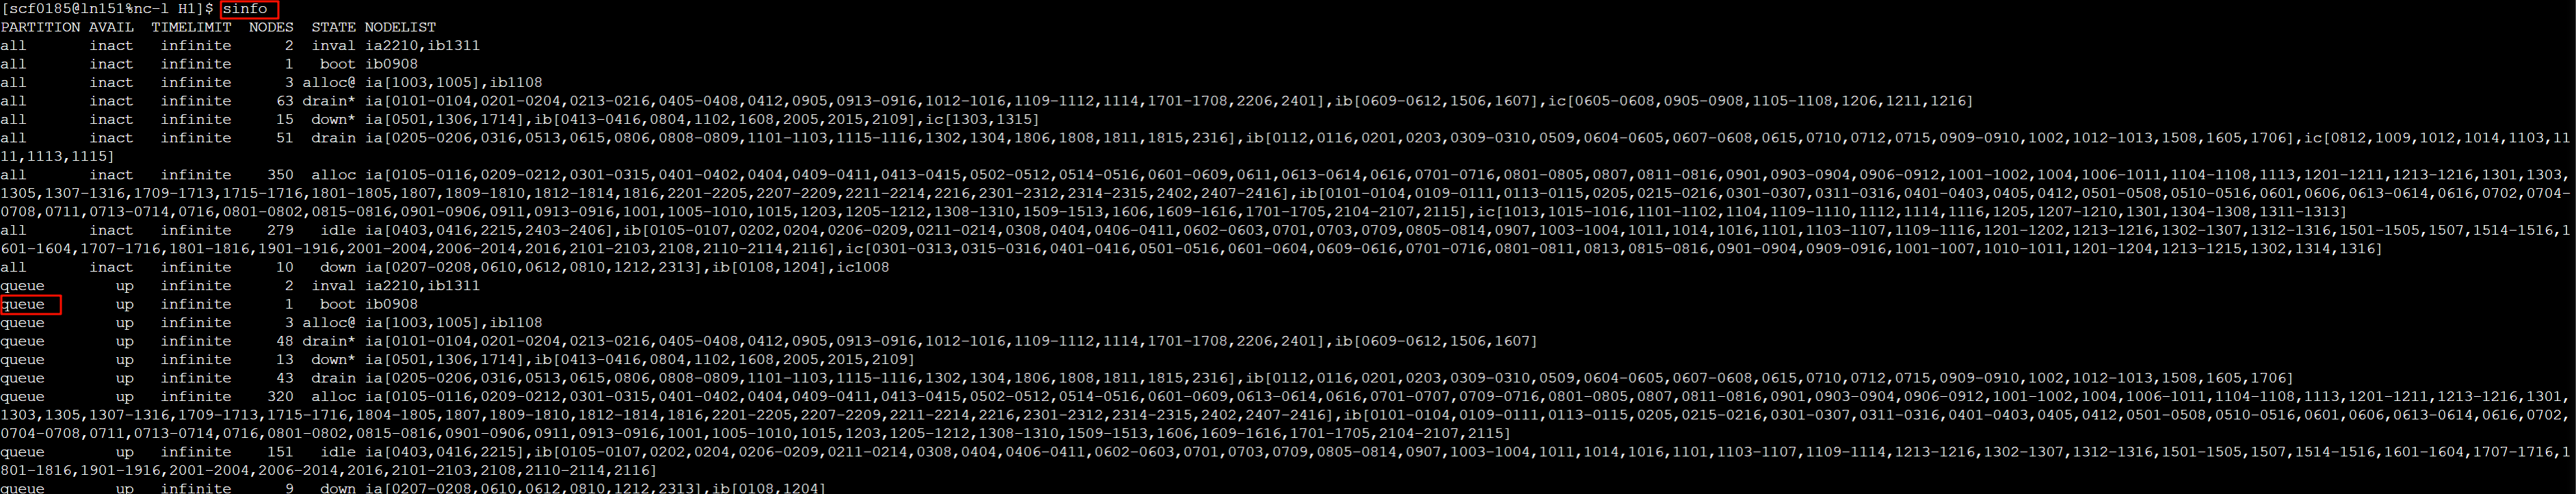 [scf0185@ln151%nc-l H1]$ sinfo
PARTITION AVAIL  TIMELIMIT  NODES  STATE NODELIST
all       inact   infinite      2  inval ia2210,ib1311
all       inact   infinite      1   boot ib0908
all       inact   infinite      3 alloc@ ia[1003,1005],ib1108
all       inact   infinite     63 drain* ia[0101-0104,0201-0204,0213-0216,0405-0408,0412,0905,0913-0916,1012-1016,1109-1112,1114,1701-1708,2206,2401],ib[0609-0612,1506,1607],ic[0605-0608,0905-0908,1105-1108,1206,1211,1216]
all       inact   infinite     15  down* ia[0501,1306,1714],ib[0413-0416,0804,1102,1608,2005,2015,2109],ic[1303,1315]
all       inact   infinite     51  drain ia[0205-0206,0316,0513,0615,0806,0808-0809,1101-1103,1115-1116,1302,1304,1806,1808,1811,1815,2316],ib[0112,0116,0201,0203,0309-0310,0509,0604-0605,0607-0608,0615,0710,0712,0715,0909-0910,1002,1012-1013,1508,1605,1706],ic[0812,1009,1012,1014,1103,11
11,1113,1115]
all       inact   infinite    350  alloc ia[0105-0116,0209-0212,0301-0315,0401-0402,0404,0409-0411,0413-0415,0502-0512,0514-0516,0601-0609,0611,0613-0614,0616,0701-0716,0801-0805,0807,0811-0816,0901,0903-0904,0906-0912,1001-1002,1004,1006-1011,1104-1108,1113,1201-1211,1213-1216,1301,1303,
1305,1307-1316,1709-1713,1715-1716,1801-1805,1807,1809-1810,1812-1814,1816,2201-2205,2207-2209,2211-2214,2216,2301-2312,2314-2315,2402,2407-2416],ib[0101-0104,0109-0111,0113-0115,0205,0215-0216,0301-0307,0311-0316,0401-0403,0405,0412,0501-0508,0510-0516,0601,0606,0613-0614,0616,0702,0704-
0708,0711,0713-0714,0716,0801-0802,0815-0816,0901-0906,0911,0913-0916,1001,1005-1010,1015,1203,1205-1212,1308-1310,1509-1513,1606,1609-1616,1701-1705,2104-2107,2115],ic[1013,1015-1016,1101-1102,1104,1109-1110,1112,1114,1116,1205,1207-1210,1301,1304-1308,1311-1313]
all       inact   infinite    279   idle ia[0403,0416,2215,2403-2406],ib[0105-0107,0202,0204,0206-0209,0211-0214,0308,0404,0406-0411,0602-0603,0701,0703,0709,0805-0814,0907,1003-1004,1011,1014,1016,1101,1103-1107,1109-1116,1201-1202,1213-1216,1302-1307,1312-1316,1501-1505,1507,1514-1516,1
601-1604,1707-1716,1801-1816,1901-1916,2001-2004,2006-2014,2016,2101-2103,2108,2110-2114,2116],ic[0301-0313,0315-0316,0401-0416,0501-0516,0601-0604,0609-0616,0701-0716,0801-0811,0813,0815-0816,0901-0904,0909-0916,1001-1007,1010-1011,1201-1204,1213-1215,1302,1314,1316]
all       inact   infinite     10   down ia[0207-0208,0610,0612,0810,1212,2313],ib[0108,1204],ic1008
queue        up   infinite      2  inval ia2210,ib1311
queue        up   infinite      1   boot ib0908
queue        up   infinite      3 alloc@ ia[1003,1005],ib1108
queue        up   infinite     48 drain* ia[0101-0104,0201-0204,0213-0216,0405-0408,0412,0905,0913-0916,1012-1016,1109-1112,1114,1701-1708,2206,2401],ib[0609-0612,1506,1607]
queue        up   infinite     13  down* ia[0501,1306,1714],ib[0413-0416,0804,1102,1608,2005,2015,2109]
queue        up   infinite     43  drain ia[0205-0206,0316,0513,0615,0806,0808-0809,1101-1103,1115-1116,1302,1304,1806,1808,1811,1815,2316],ib[0112,0116,0201,0203,0309-0310,0509,0604-0605,0607-0608,0615,0710,0712,0715,0909-0910,1002,1012-1013,1508,1605,1706]
queue        up   infinite    320  alloc ia[0105-0116,0209-0212,0301-0315,0401-0402,0404,0409-0411,0413-0415,0502-0512,0514-0516,0601-0609,0613-0614,0616,0701-0707,0709-0716,0801-0805,0807,0811-0816,0901,0903-0904,0906-0912,1001-1002,1004,1006-1011,1104-1108,1113,1201-1211,1213-1216,1301,
1303,1305,1307-1316,1709-1713,1715-1716,1804-1805,1807,1809-1810,1812-1814,1816,2201-2205,2207-2209,2211-2214,2216,2301-2312,2314-2315,2402,2407-2416],ib[0101-0104,0109-0111,0113-0115,0205,0215-0216,0301-0307,0311-0316,0401-0403,0405,0412,0501-0508,0510-0516,0601,0606,0613-0614,0616,0702,
0704-0708,0711,0713-0714,0716,0801-0802,0815-0816,0901-0906,0911,0913-0916,1001,1005-1010,1015,1203,1205-1212,1308-1310,1509-1513,1606,1609-1616,1701-1705,2104-2107,2115]
queue        up   infinite    151   idle ia[0403,0416,2215],ib[0105-0107,0202,0204,0206-0209,0211-0214,0308,0404,0406-0411,0602-0603,0701,0703,0709,0805-0814,0907,1003-1004,1011,1014,1016,1101,1103-1107,1109-1114,1213-1216,1302-1307,1312-1316,1501-1505,1507,1514-1516,1601-1604,1707-1716,1
801-1816,1901-1916,2001-2004,2006-2014,2016,2101-2103,2108,2110-2114,2116]
queue        up   infinite      9   down ia[0207-0208,0610,0612,0810,1212,2313],ib[0108,1204]